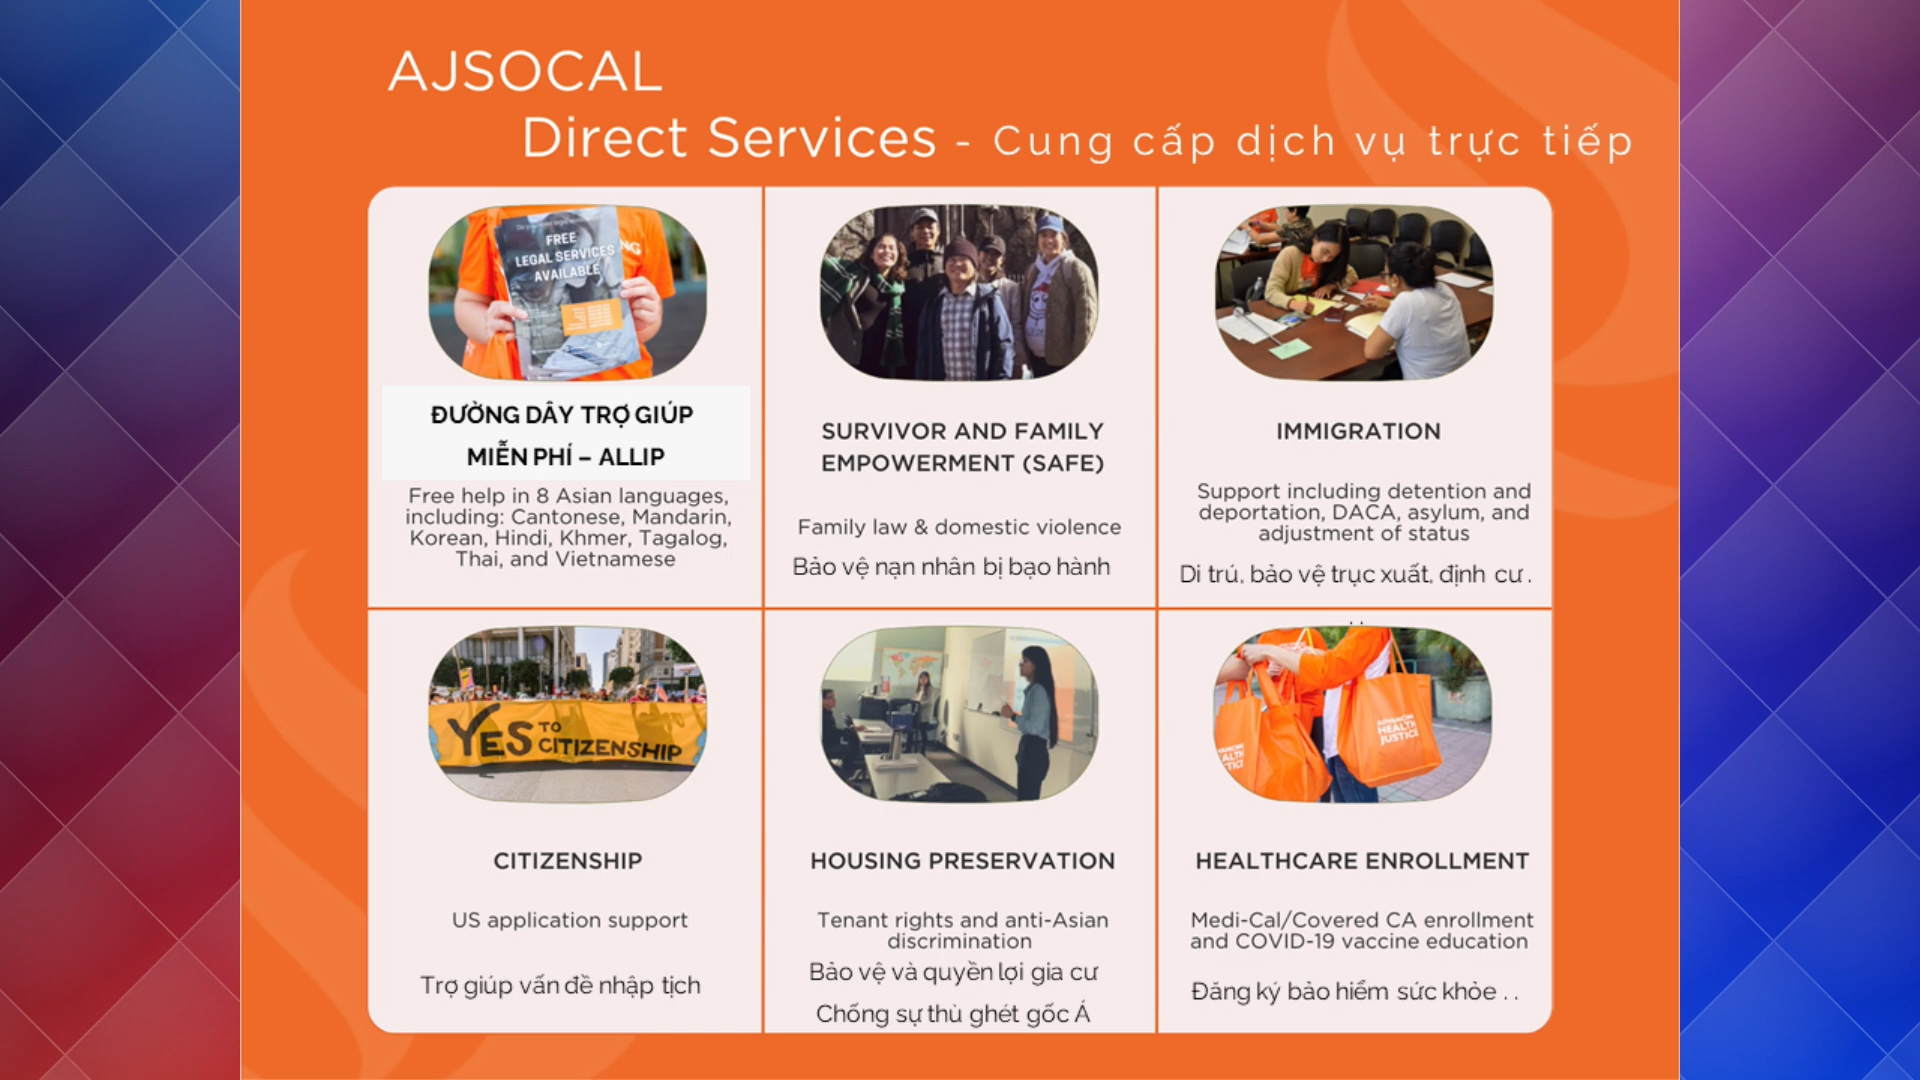 AJSOCAL
Direct Services - Cung cấp dịch vụ trực tiếp
FREE
LEGAL SERVICES
AVAILABLE
NG
ĐƯỜNG DÂY TRỢ GIÚP
MIỄN PHÍ – ALLIP
Free help in 8 Asian languages,
including: Cantonese, Mandarin,
Korean, Hindi, Khmer, Tagalog,
Thai, and Vietnamese
SURVIVOR AND FAMILY
EMPOWERMENT (SAFE)
Family law & domestic violence
Bảo vệ nạn nhân bị bạo hành
IMMIGRATION
Support including detention and
deportation, DACA, asylum, and
adjustment of status
Di trú, bảo vệ trục xuất, định cư .
. .
YES TO
CITIZENSHIP
CITIZENSHIP
US application support
Trợ giúp vấn đề nhập tịch
HOUSING PRESERVATION
Tenant rights and anti-Asian
discrimination
Bảo vệ và quyền lợi gia cư
Chống sự thù ghét gốc Á
ADVANCING
HEALTH
JUSTICE
HEALTHCARE ENROLLMENT
Medi-Cal/Covered CA enrollment
and COVID-19 vaccine education
Đăng ký bảo hiểm sức khỏe . .